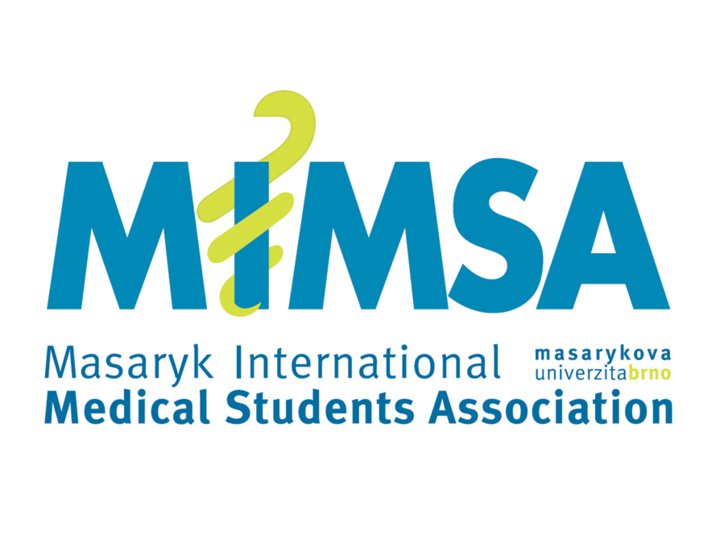 MIMSA
Masaryk International
masarykova
univerzitabrno
Medical Students Association